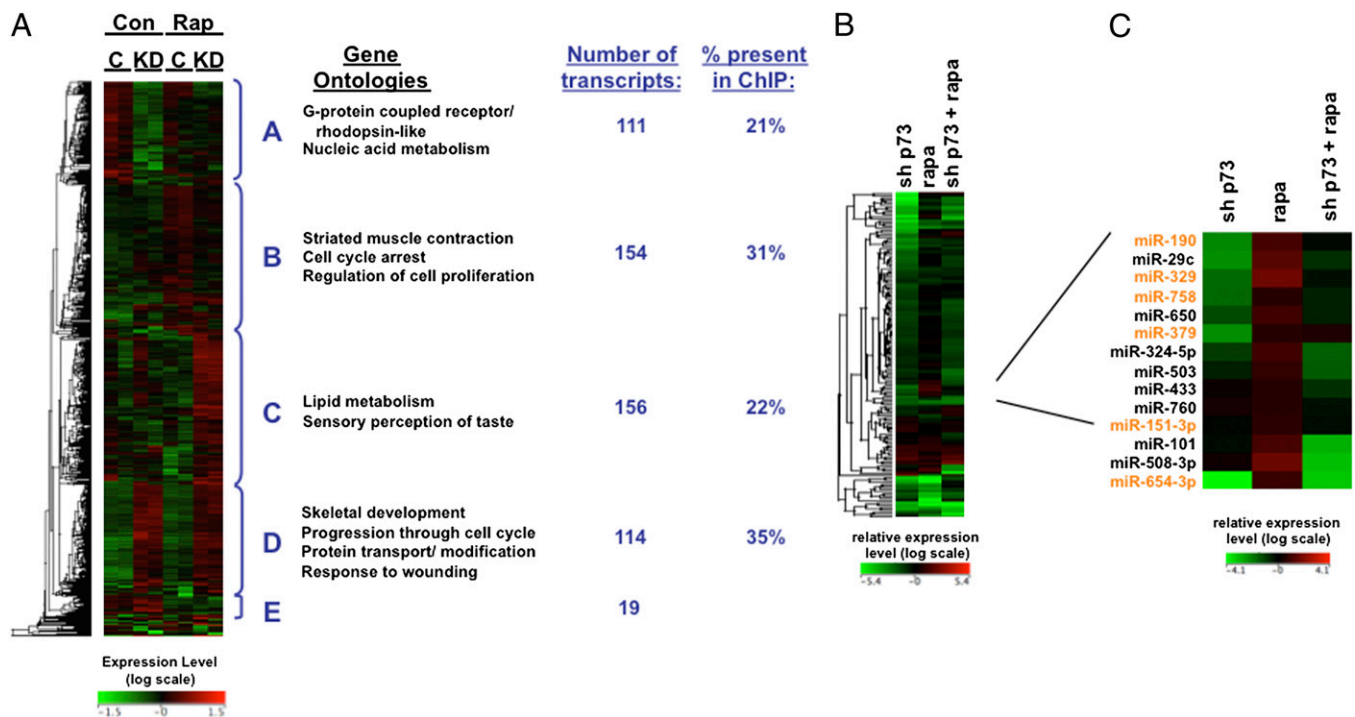 A
Con Rap
C KD C KD
Gene
Ontologies
Number of
transcripts:
% present
in ChIP:
A
G-protein coupled receptor/
rhodopsin-like
Nucleic acid metabolism
111
21%
B
Striated muscle contraction
Cell cycle arrest
Regulation of cell proliferation
154
31%
C
Lipid metabolism
Sensory perception of taste
156
22%
D
Skeletal development
Progression through cell cycle
Protein transport/ modification
Response to wounding
114
35%
E
19
Expression Level
(log scale)
-1.5 -0 1.5
B
sh p73
rapa
sh p73 + rapa
relative expression
level (log scale)
-5.4 -0 5.4
C
sh p73
rapa
sh p73 + rapa
miR-190
miR-29c
miR-329
miR-758
miR-650
miR-379
miR-324-5p
miR-503
miR-433
miR-760
miR-151-3p
miR-101
miR-508-3p
miR-654-3p
relative expression
level (log scale)
-4.1 -0 4.1